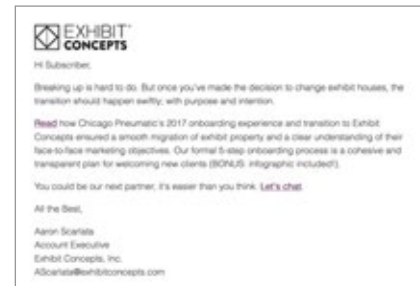 EXHIBIT
CONCEPTS
Hi Subscriber,
Breaking up is hard to do. But once you've made the decision to change exhibit houses, the
transition should happen swiftly, with purpose and intention.
Read how Chicago Pneumatic's 2017 onboarding experience and transition to Exhibit
Concepts ensured a smooth migration of exhibit property and a clear understanding of their
face-to-face marketing objectives. Our formal 5-step onboarding process is a cohesive and
transparent plan for welcoming new clients (BONUS: infographic included!).
You could be our next partner, it's easier than you think. Let's chat.
All the Best,
Aaron Scarlata
Account Executive
Exhibit Concepts, Inc.
AScarlata@exhibitconcepts.com